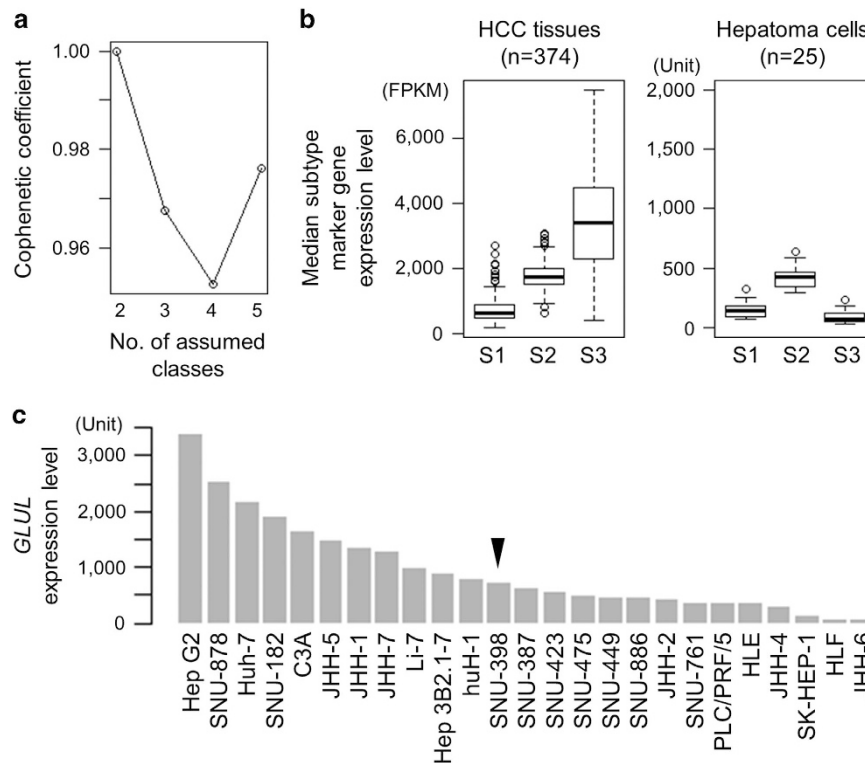 a
1.00
0.98
0.96
Cophenetic coefficient
2 3 4 5
No. of assumed
classes
b
HCC tissues
(n=374)
(FPKM)
6,000
4,000
2,000
0
Median subtype
marker gene
expression level
S1 S2 S3
Hepatoma cells
(n=25)
(Unit)
2,000
1,500
1,000
500
0
S1 S2 S3
c
(Unit)
3,000
2,000
1,000
0
GLUL
expression level
Hep G2
SNU-878
Huh-7
SNU-182
C3A
JHH-5
JHH-1
JHH-7
Li-7
Hep 3B2.1-7
huH-1
SNU-398
SNU-387
SNU-423
SNU-475
SNU-449
SNU-886
JHH-2
SNU-761
PLC/PRF/5
HLE
JHH-4
SK-HEP-1
HLF
JHH-6